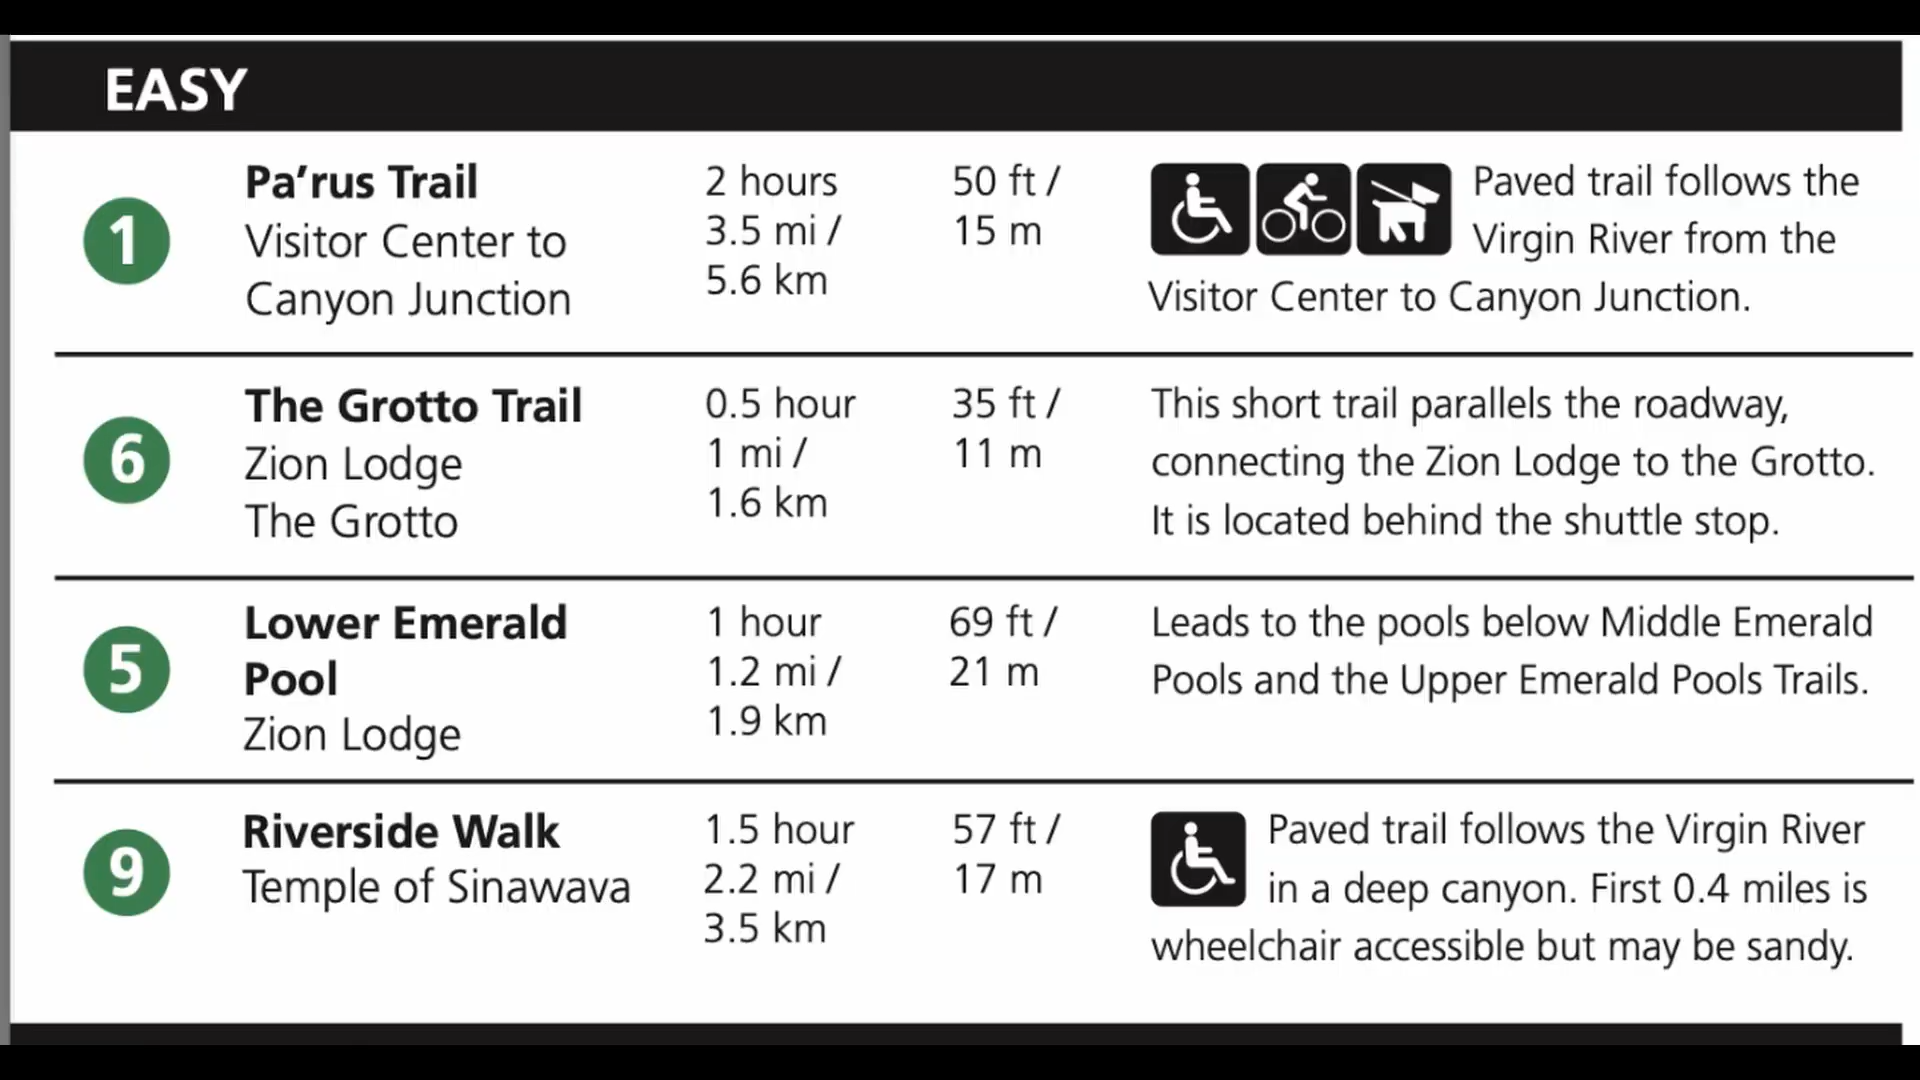 EASY
1
Pa’rus Trail
Visitor Center to
Canyon Junction
2 hours
3.5 mi /
5.6 km
50 ft /
15 m
Paved trail follows the
Virgin River from the
Visitor Center to Canyon Junction.
6
The Grotto Trail
Zion Lodge
The Grotto
0.5 hour
1 mi /
1.6 km
35 ft /
11 m
This short trail parallels the roadway,
connecting the Zion Lodge to the Grotto.
It is located behind the shuttle stop.
5
Lower Emerald
Pool
Zion Lodge
1 hour
1.2 mi /
1.9 km
69 ft /
21 m
Leads to the pools below Middle Emerald
Pools and the Upper Emerald Pools Trails.
9
Riverside Walk
Temple of Sinawava
1.5 hour
2.2 mi /
3.5 km
57 ft /
17 m
Paved trail follows the Virgin River
in a deep canyon. First 0.4 miles is
wheelchair accessible but may be sandy.